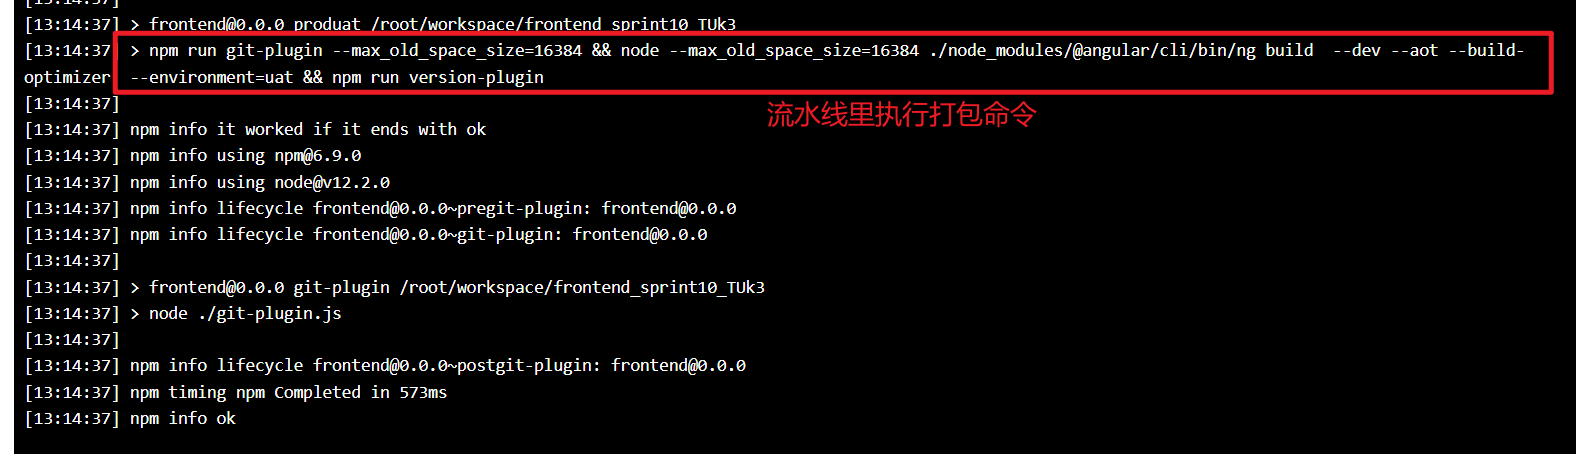 [13:14:37]
[13:14:37] > frontend@0.0.0 produat /root/workspace/frontend_sprint10_TUk3
[13:14:37] > npm run git-plugin --max_old_space_size=16384 && node --max_old_space_size=16384 ./node_modules/@angular/cli/bin/ng build  --dev --aot --build-
optimizer --environment=uat && npm run version-plugin
[13:14:37]
流水线里执行打包命令
[13:14:37] npm info it worked if it ends with ok
[13:14:37] npm info using npm@6.9.0
[13:14:37] npm info using node@v12.2.0
[13:14:37] npm info lifecycle frontend@0.0.0~pregit-plugin: frontend@0.0.0
[13:14:37] npm info lifecycle frontend@0.0.0~git-plugin: frontend@0.0.0
[13:14:37]
[13:14:37] > frontend@0.0.0 git-plugin /root/workspace/frontend_sprint10_TUk3
[13:14:37] > node ./git-plugin.js
[13:14:37]
[13:14:37] npm info lifecycle frontend@0.0.0~postgit-plugin: frontend@0.0.0
[13:14:37] npm timing npm Completed in 573ms
[13:14:37] npm info ok